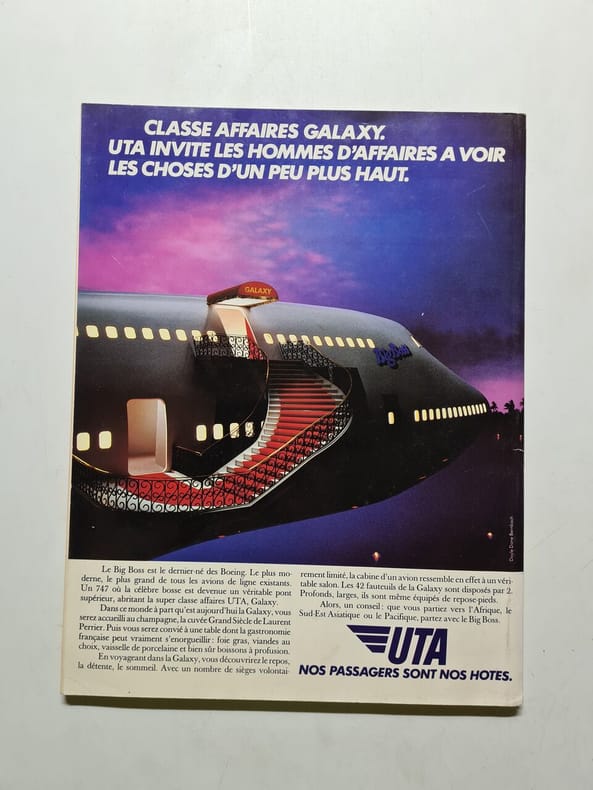 CLASSE AFFAIRES GALAXY.
UTA INVITE LES HOMMES D'AFFAIRES A VOIR
LES CHOSES D'UN PEU PLUS HAUT.
GALAXY
Big Boss
Doyle Dane Bernbach
Le Big Boss est le dernier-né des Boeing. Le plus mo-
derne, le plus grand de tous les avions de ligne existants.
Un 747 où la célèbre bosse est devenue un véritable pont
supérieur, abritant la super classe affaires UTA, Galaxy.
Dans ce monde à part qu'est aujourd'hui la Galaxy, vous
serez accueilli au champagne, la cuvée Grand Siècle de Laurent
Perrier. Puis vous serez convié à une table dont la gastronomie
française peut vraiment s'enorgueillir: foie gras, viandes au
choix, vaisselle de porcelaine et bien sûr boissons à profusion.
En voyageant dans la Galaxy, vous découvrirez le repos,
la détente, le sommeil. Avec un nombre de sièges volontai-
rement limité, la cabine d'un avion ressemble en effet à un véri-
table salon. Les 42 fauteuils de la Galaxy sont disposés par 2.
Profonds, larges, ils sont même équipés de repose-pieds.
Alors, un conseil: que vous partiez vers l'Afrique, le
Sud-Est Asiatique ou le Pacifique, partez avec le Big Boss.
UTA
NOS PASSAGERS SONT NOS HOTES.